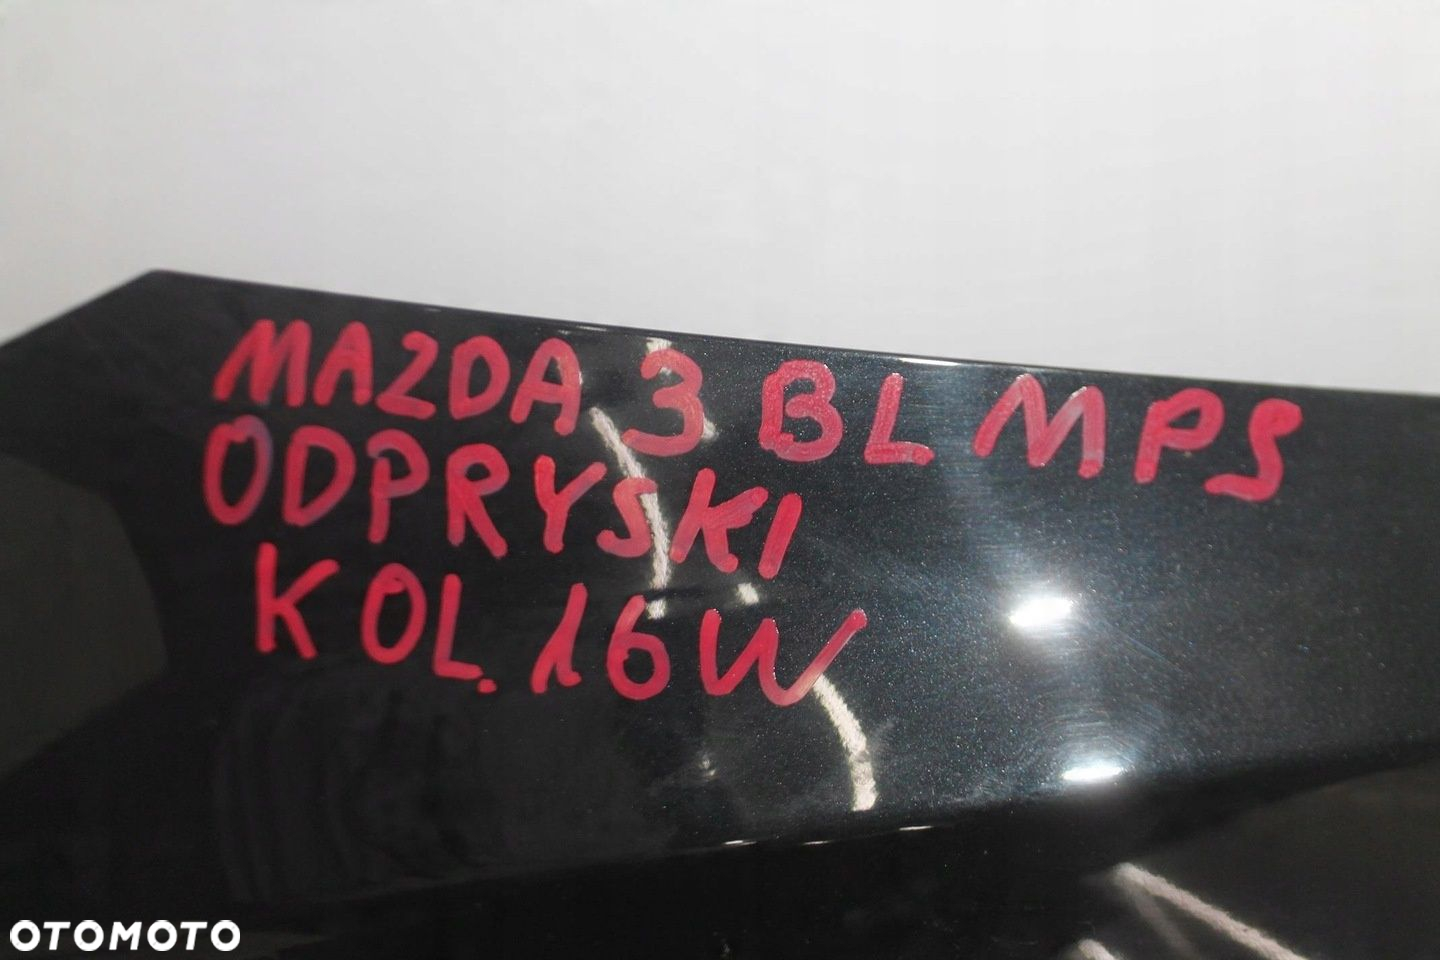 MAZDA 3 BL MPS
ODPRYSKI
KOL. 16W
OTOMOTO